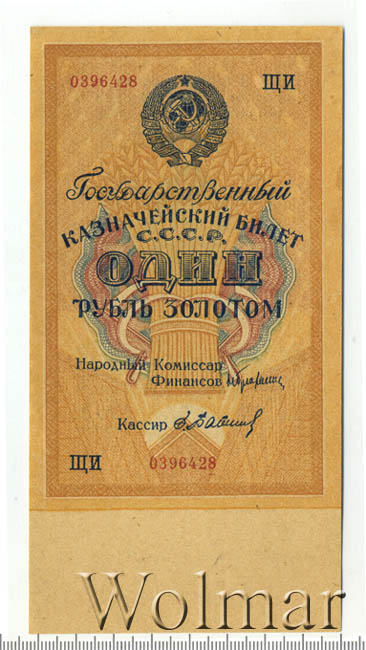 0396428 ЩИ
Государственный
КАЗНАЧЕЙСКИЙ БИЛЕТ
С.С.С.Р.
ОДИН
РУБЛЬ ЗОЛОТОМ
Народный Комиссар
Финансов
Кассир
ЩИ 0396428
Wolmar